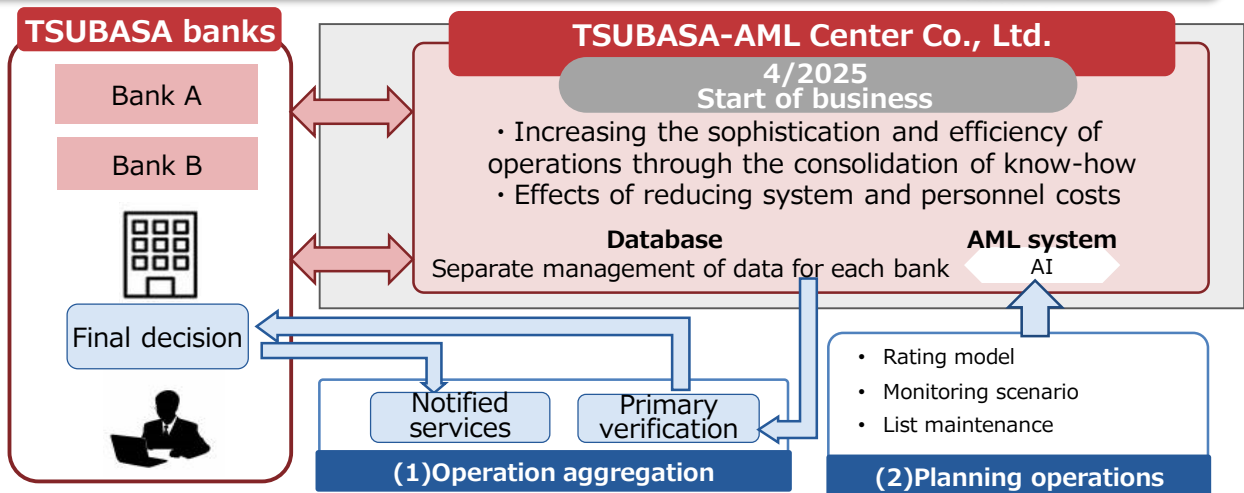 TSUBASA banks
Bank A
Bank B
Final decision
TSUBASA-AML Center Co., Ltd.
4/2025
Start of business
・Increasing the sophistication and efficiency of
operations through the consolidation of know-how
・Effects of reducing system and personnel costs
Database
Separate management of data for each bank
AML system
AI
Notified
services
Primary
verification
(1)Operation aggregation
• Rating model
• Monitoring scenario
• List maintenance
(2)Planning operations